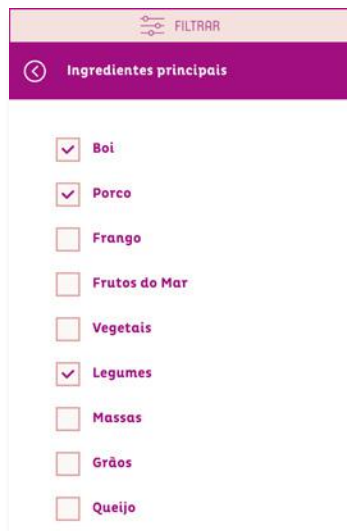 FILTRAR
Ingredientes principais
Boi
Porco
Frango
Frutos do Mar
Vegetais
Legumes
Massas
Grãos
Queijo